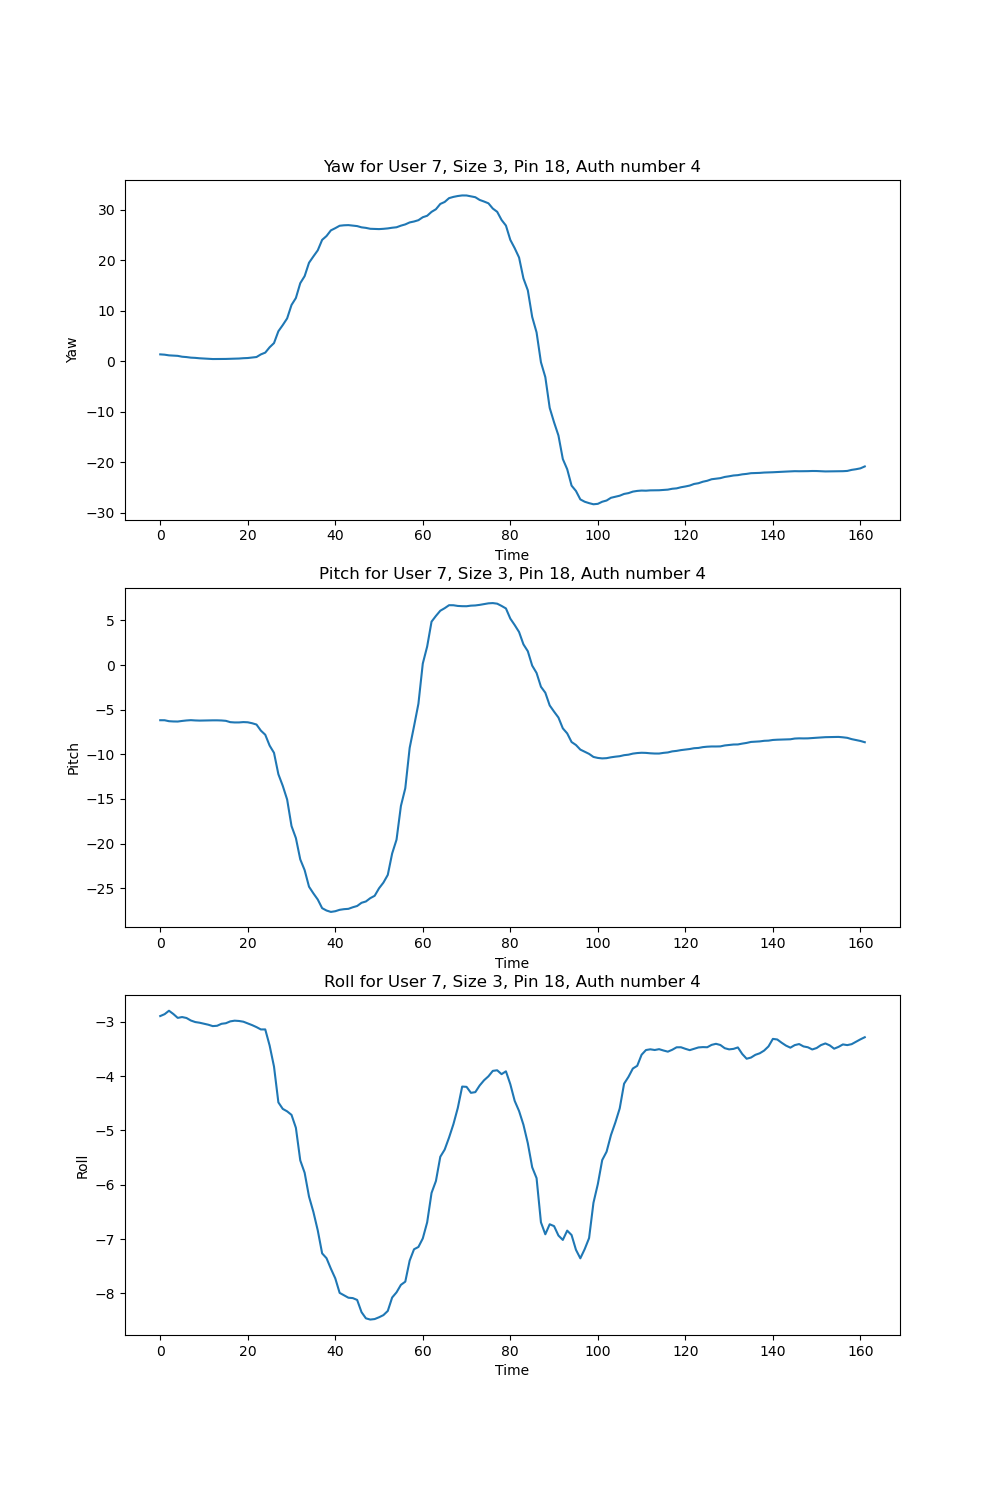 Yaw for User 7, Size 3, Pin 18, Auth number 4
30
20
10
0
−10
−20
−30
Yaw
0 20 40 60 80 100 120 140 160
Time
Pitch for User 7, Size 3, Pin 18, Auth number 4
5
0
−5
−10
−15
−20
−25
Pitch
0 20 40 60 80 100 120 140 160
Time
Roll for User 7, Size 3, Pin 18, Auth number 4
−3
−4
−5
−6
−7
−8
Roll
0 20 40 60 80 100 120 140 160
Time